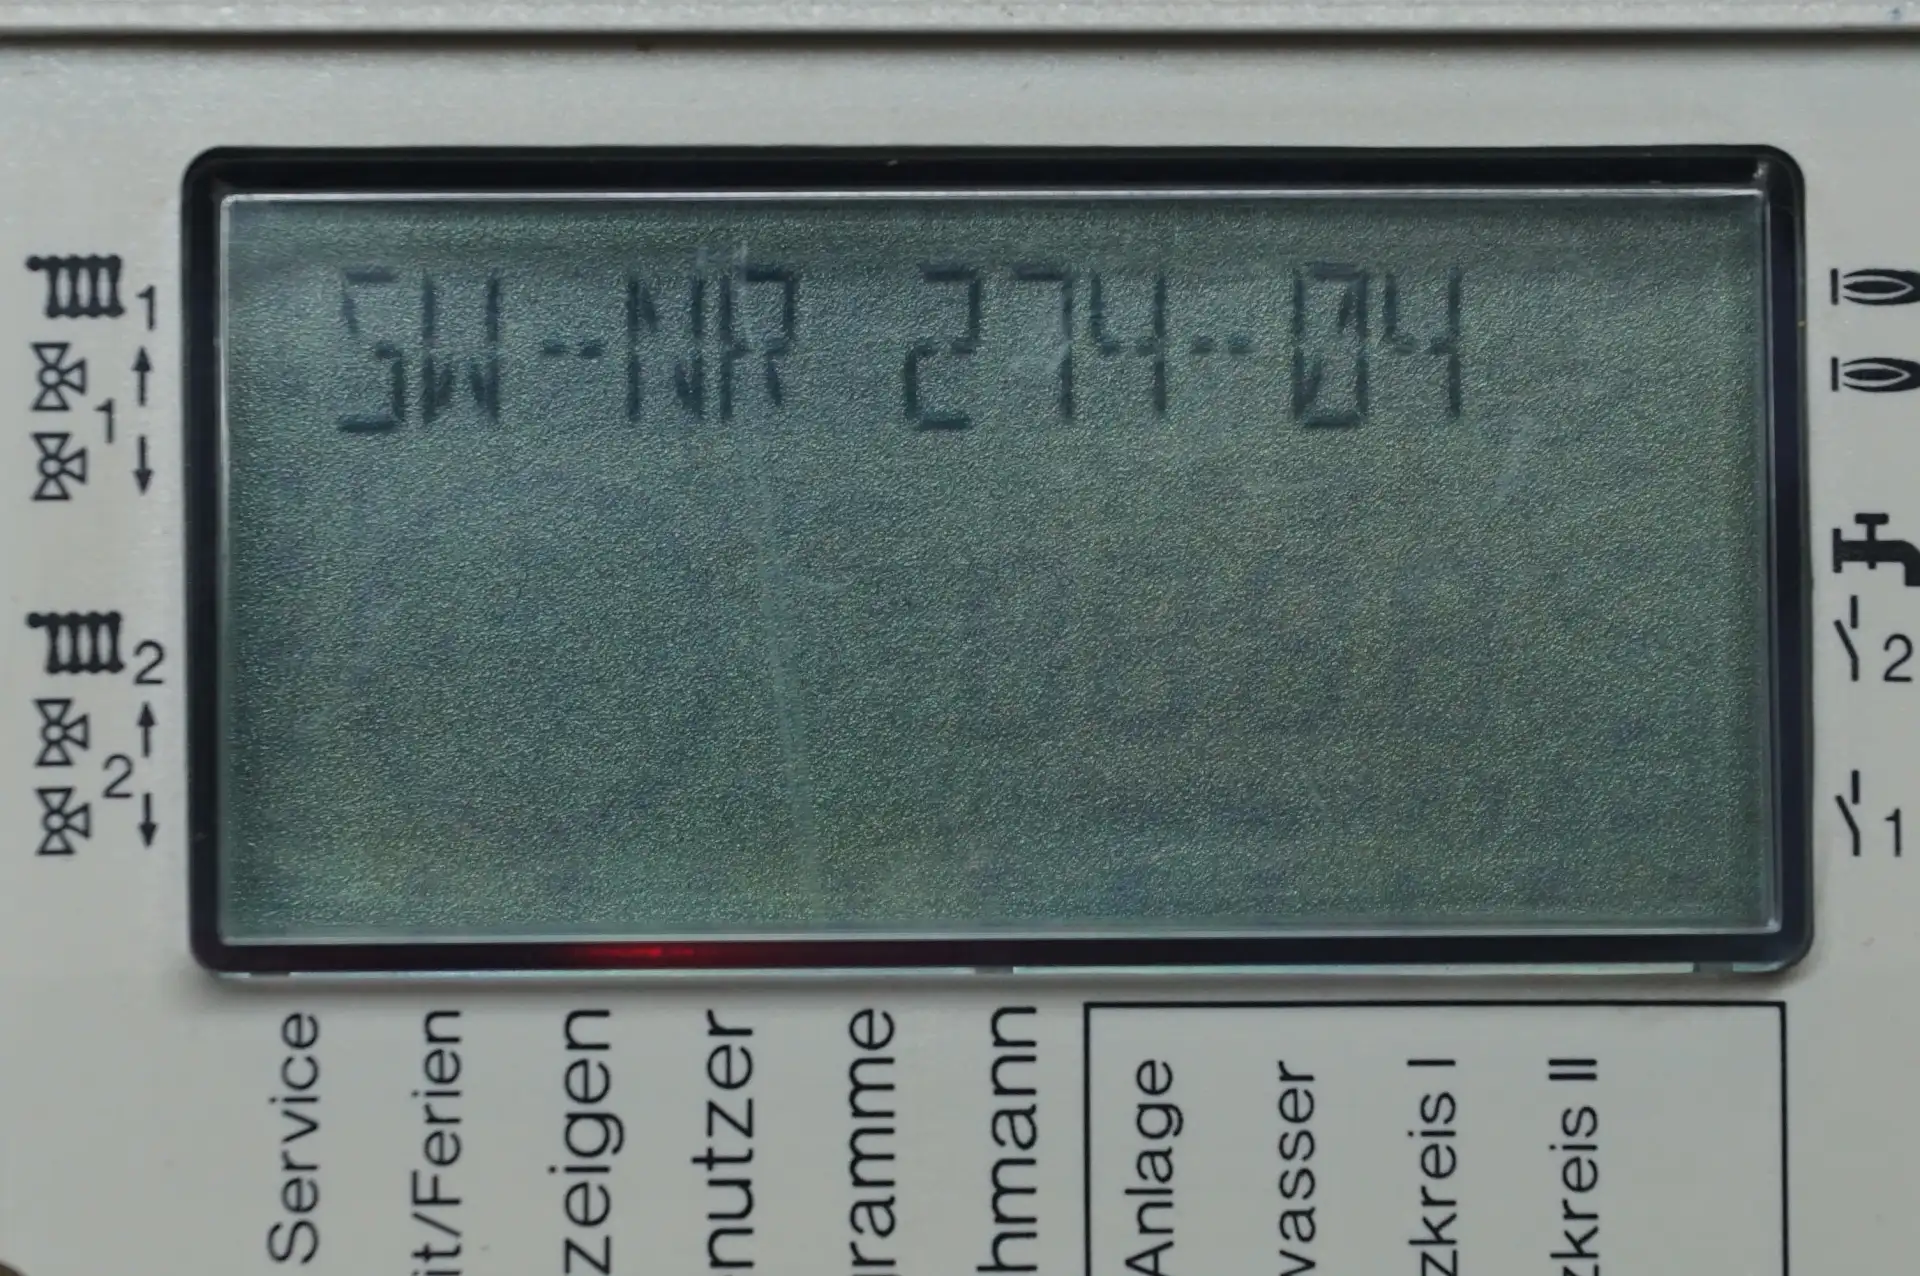 SW-NR 274-04
1
1
2
2
2
1
Service
it/Ferien
zeigen
nutzer
ramme
hmann
Anlage
wasser
zkreis I
zkreis II